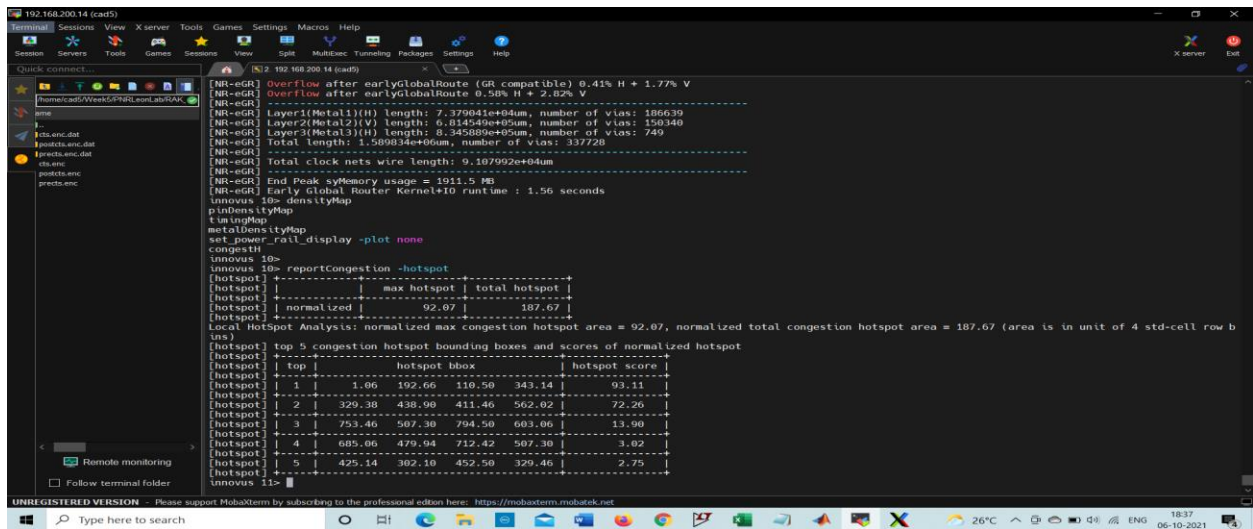 192.168.200.14 (cad5)
Terminal Sessions View X server Tools Games Settings Macros Help
Session Servers Tools Games Sessions View Split MultiExec Tunneling Packages Settings Help X server Exit
Quick connect... 2. 192.168.200.14 (cad5)
/home/cad5/Week5/PNRLeonLab/RAK_
ame
..
cts.enc.dat
postcts.enc.dat
prects.enc.dat
cts.enc
postcts.enc
prects.enc
[NR-eGR] Overflow after earlyGlobalRoute (GR compatible) 0.41% H + 1.77% V
[NR-eGR] Overflow after earlyGlobalRoute 0.58% H + 2.82% V
[NR-eGR] ------------------------------------------------------------------------
[NR-eGR] Layer1(Metal1)(H) length: 7.379041e+04um, number of vias: 186639
[NR-eGR] Layer2(Metal2)(V) length: 6.814549e+05um, number of vias: 150340
[NR-eGR] Layer3(Metal3)(H) length: 8.345889e+05um, number of vias: 749
[NR-eGR] Total length: 1.589834e+06um, number of vias: 337728
[NR-eGR] ------------------------------------------------------------------------
[NR-eGR] Total clock nets wire length: 9.107992e+04um
[NR-eGR] ------------------------------------------------------------------------
[NR-eGR] End Peak syMemory usage = 1911.5 MB
[NR-eGR] Early Global Router Kernel+IO runtime : 1.56 seconds
innovus 10> densityMap
pinDensityMap
timingMap
metalDensityMap
set_power_rail_display -plot none
congestH
innovus 10>
innovus 10> reportCongestion -hotspot
[hotspot] +------------+---------------+---------------+
[hotspot] | | max hotspot | total hotspot |
[hotspot] +------------+---------------+---------------+
[hotspot] | normalized | 92.07 | 187.67 |
[hotspot] +------------+---------------+---------------+
Local HotSpot Analysis: normalized max congestion hotspot area = 92.07, normalized total congestion hotspot area = 187.67 (area is in unit of 4 std-cell row b
ins)
[hotspot] top 5 congestion hotspot bounding boxes and scores of normalized hotspot
[hotspot] +-----+-------------------------------------+---------------+
[hotspot] | top | hotspot bbox | hotspot score |
[hotspot] +-----+-------------------------------------+---------------+
[hotspot] | 1 | 1.06 192.66 110.50 343.14 | 93.11 |
[hotspot] +-----+-------------------------------------+---------------+
[hotspot] | 2 | 329.38 438.90 411.46 562.02 | 72.26 |
[hotspot] +-----+-------------------------------------+---------------+
[hotspot] | 3 | 753.46 507.30 794.50 603.06 | 13.90 |
[hotspot] +-----+-------------------------------------+---------------+
[hotspot] | 4 | 685.06 479.94 712.42 507.30 | 3.02 |
[hotspot] +-----+-------------------------------------+---------------+
[hotspot] | 5 | 425.14 302.10 452.50 329.46 | 2.75 |
[hotspot] +-----+-------------------------------------+---------------+
innovus 11>
Remote monitoring
Follow terminal folder
UNREGISTERED VERSION - Please support MobaXterm by subscribing to the professional edition here: https://mobaxterm.mobatek.net
Type here to search 26°C ENG 18:37
06-10-2021